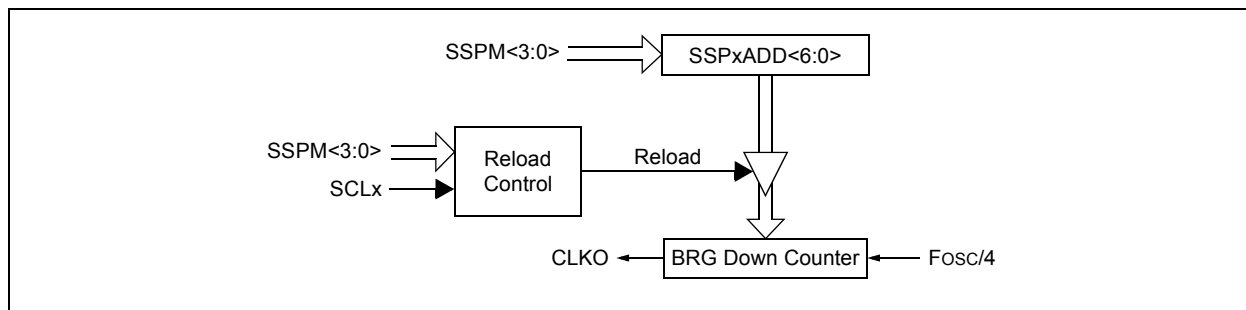 SSPM<3:0>
SSPxADD<6:0>
SSPM<3:0>
SCLx
Reload
Control
Reload
CLKO
BRG Down Counter
FOSC/4